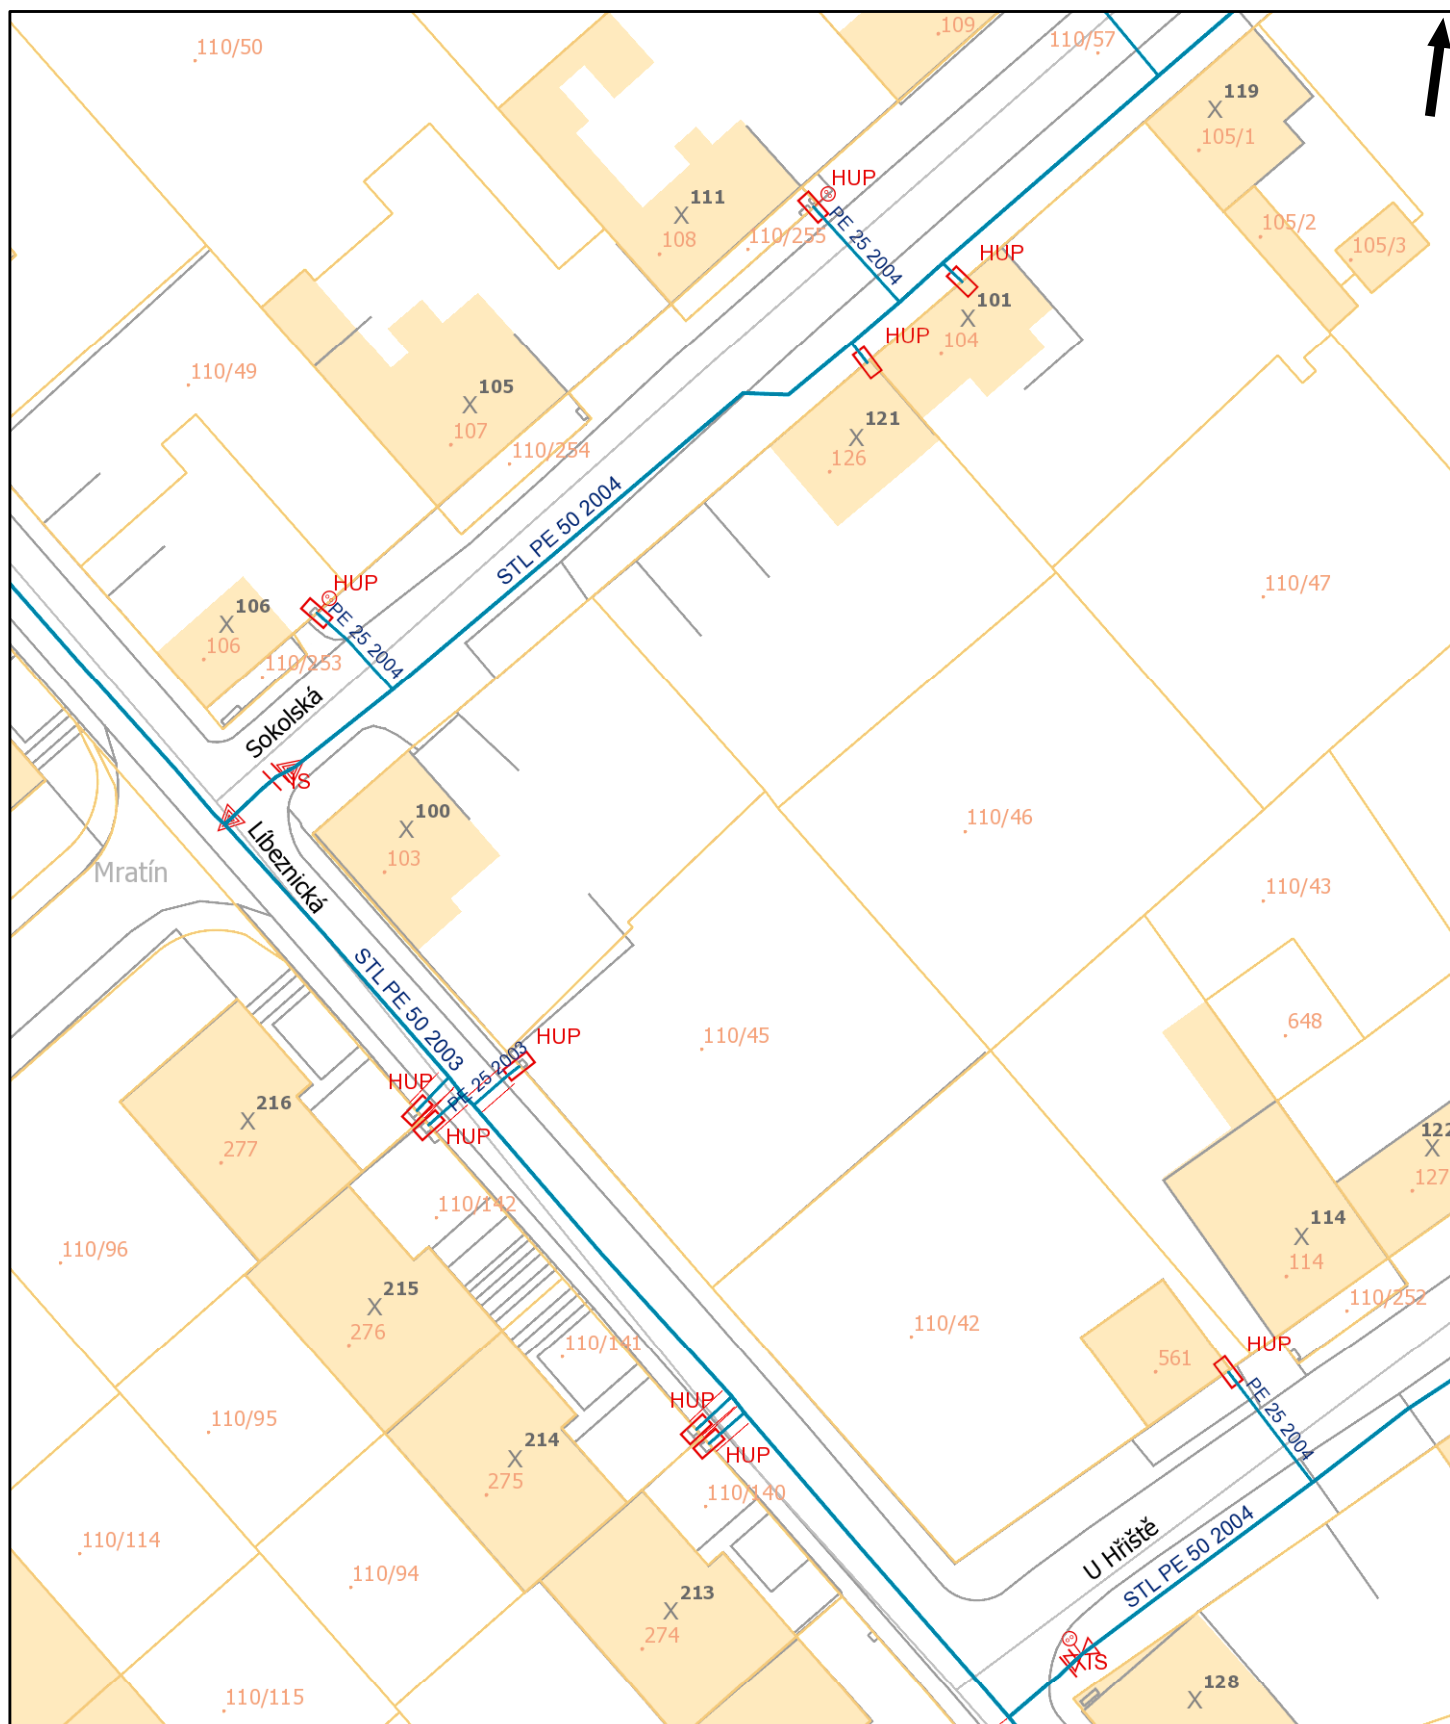 110/50
109
110/57
119
105/1
HUP
111
108
110/255
PE 25 2004
105/2
105/3
HUP
101
104
HUP
110/49
105
107
110/254
121
126
STL PE 50 2004
110/47
HUP
106
106
110/253
PE 25 2004
Sokolská
IS
100
103
110/46
Líbeznická
Mratín
110/43
STL PE 50 2003
648
110/45
HUP
PE 25 2003
HUP
HUP
216
277
122
127
110/142
110/96
114
114
215
276
110/252
110/42
110/141
HUP
561
PE 25 2004
HUP
110/95
214
275
HUP
110/140
110/114
U Hřiště
STL PE 50 2004
110/94
213
274
IS
128
110/115